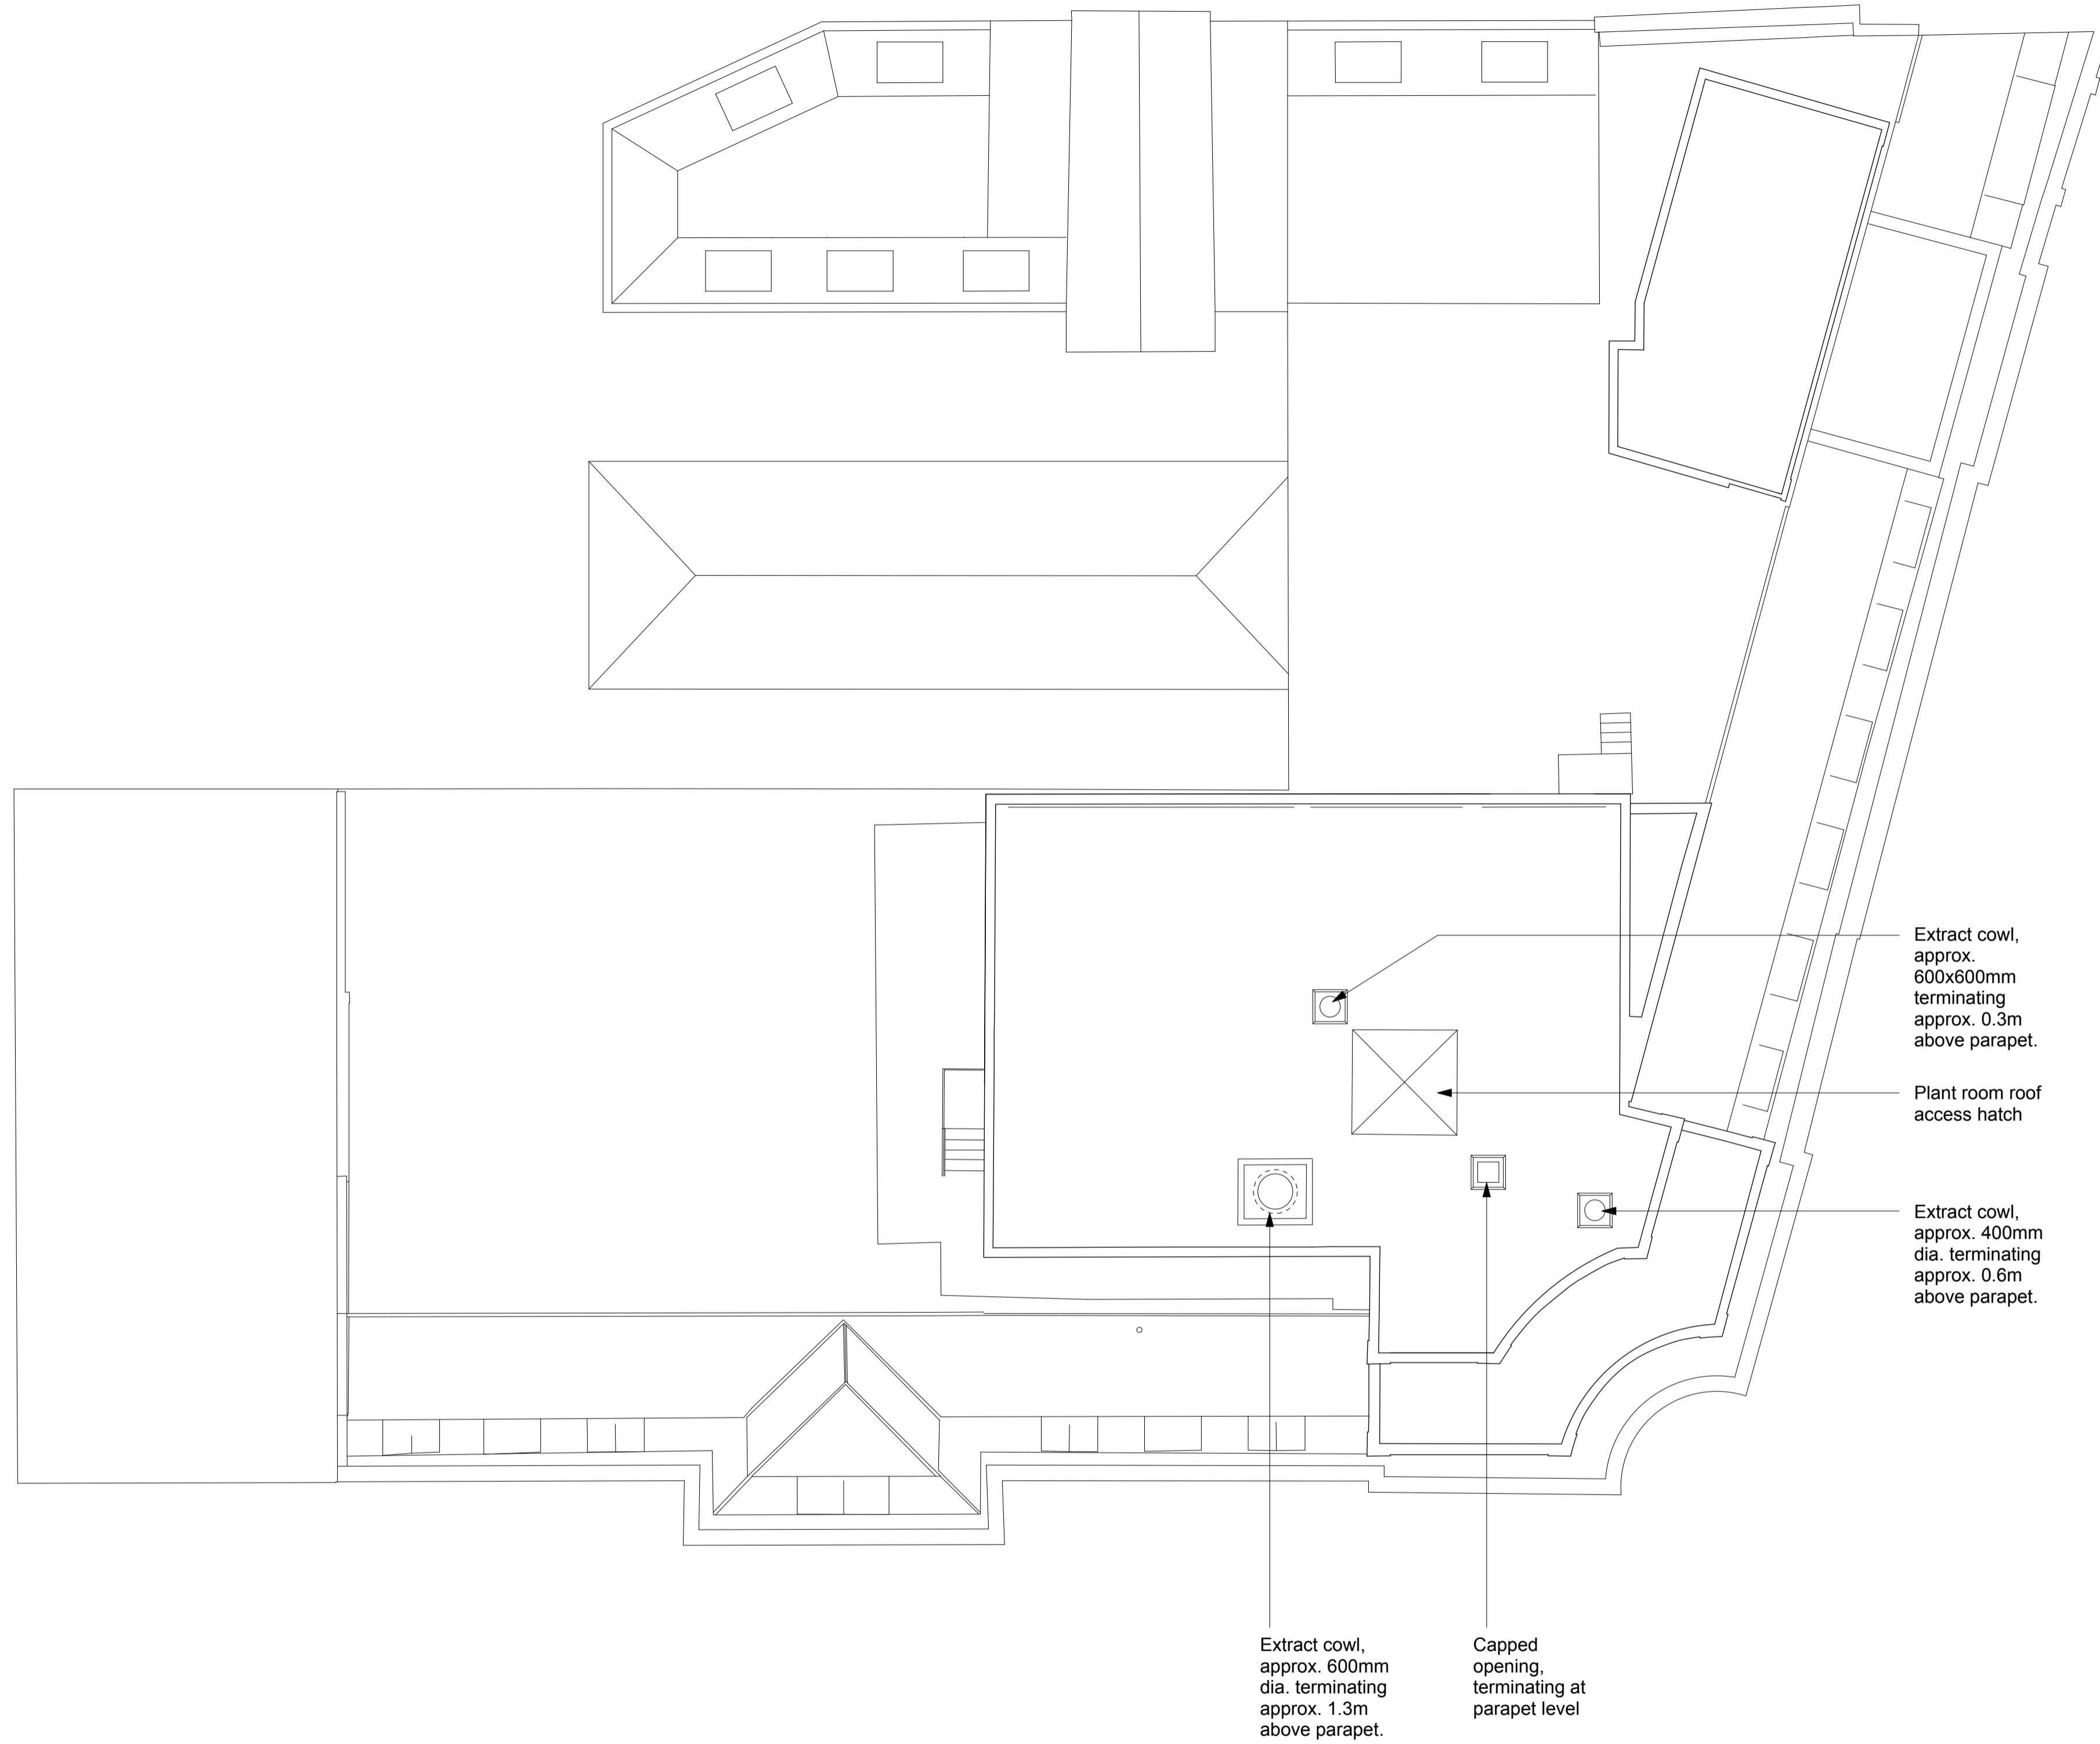 Extract cowl,
approx.
600x600mm
terminating
approx. 0.3m
above parapet.
Plant room roof
access hatch
Extract cowl,
approx. 400mm
dia. terminating
approx. 0.6m
above parapet.
Extract cowl,
approx. 600mm
dia. terminating
approx. 1.3m
above parapet.
Capped
opening,
terminating at
parapet level